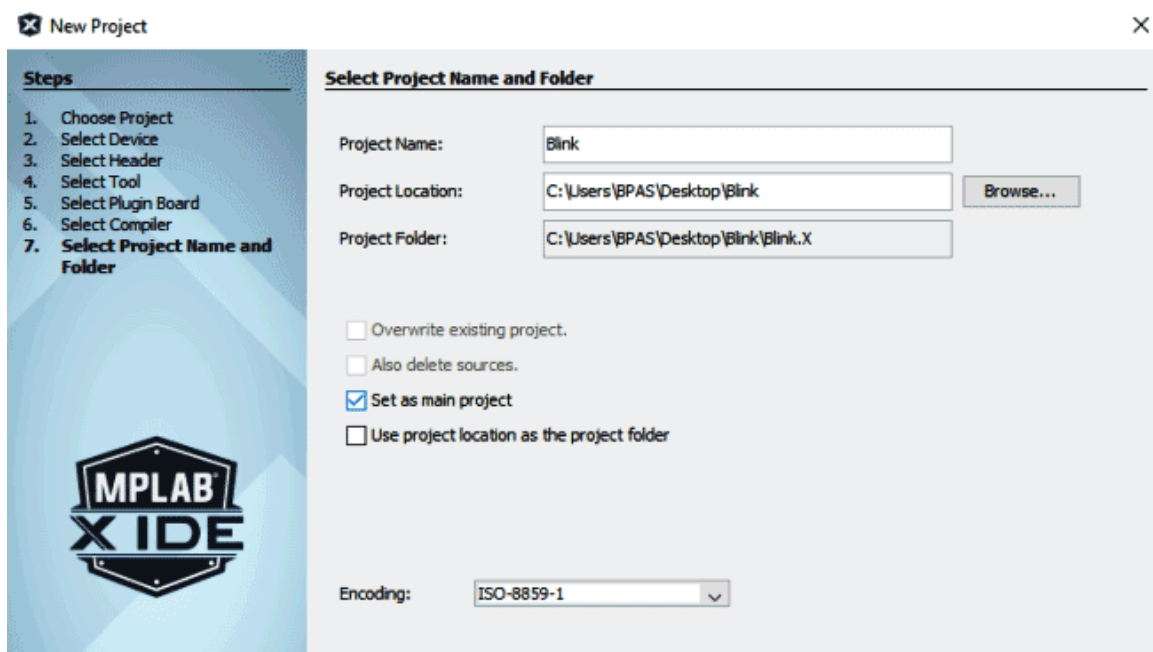 New Project
Steps
1. Choose Project
2. Select Device
3. Select Header
4. Select Tool
5. Select Plugin Board
6. Select Compiler
7. Select Project Name and
Folder
MPLAB®
X IDE
Select Project Name and Folder
Project Name: Blink
Project Location: C:\Users\BPAS\Desktop\Blink Browse...
Project Folder: C:\Users\BPAS\Desktop\Blink\Blink.X
Overwrite existing project.
Also delete sources.
Set as main project
Use project location as the project folder
Encoding: ISO-8859-1